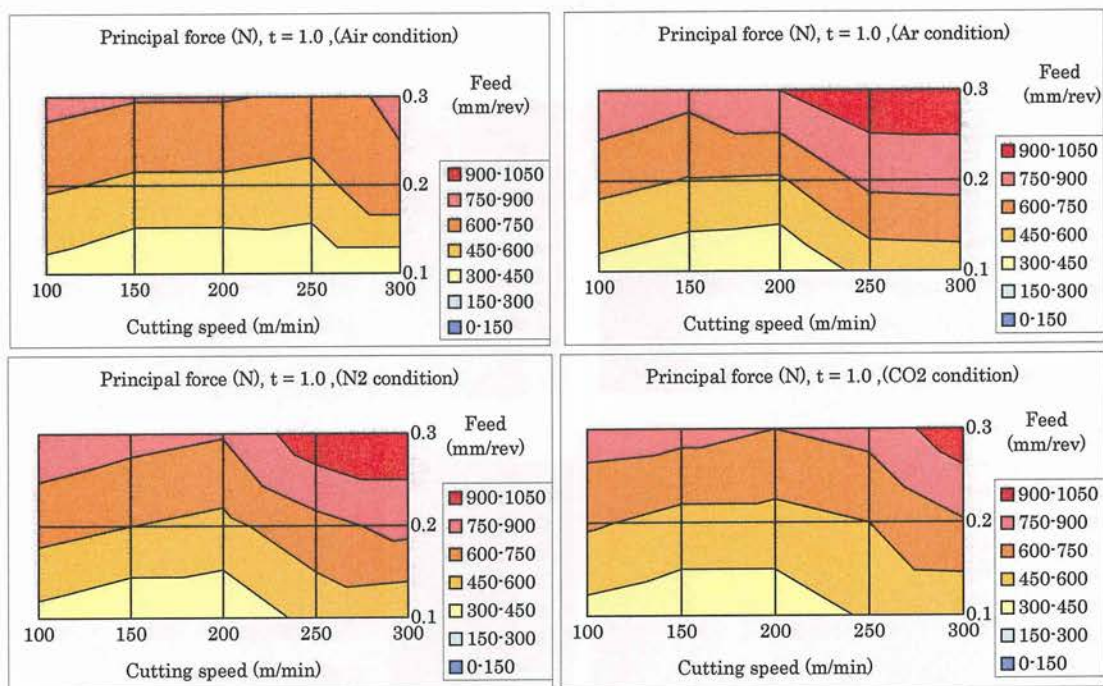 Principal force (N), t = 1.0 ,(Air condition)
Feed
(mm/rev)
0.3
0.2
0.1
900-1050
750-900
600-750
450-600
300-450
150-300
0-150
100 150 200 250 300
Cutting speed (m/min)
Principal force (N), t = 1.0 ,(Ar condition)
Feed
(mm/rev)
0.3
0.2
0.1
900-1050
750-900
600-750
450-600
300-450
150-300
0-150
100 150 200 250 300
Cutting speed (m/min)
Principal force (N), t = 1.0 ,(N2 condition)
Feed
(mm/rev)
0.3
0.2
0.1
900-1050
750-900
600-750
450-600
300-450
150-300
0-150
100 150 200 250 300
Cutting speed (m/min)
Principal force (N), t = 1.0 ,(CO2 condition)
Feed
(mm/rev)
0.3
0.2
0.1
900-1050
750-900
600-750
450-600
300-450
150-300
0-150
100 150 200 250 300
Cutting speed (m/min)